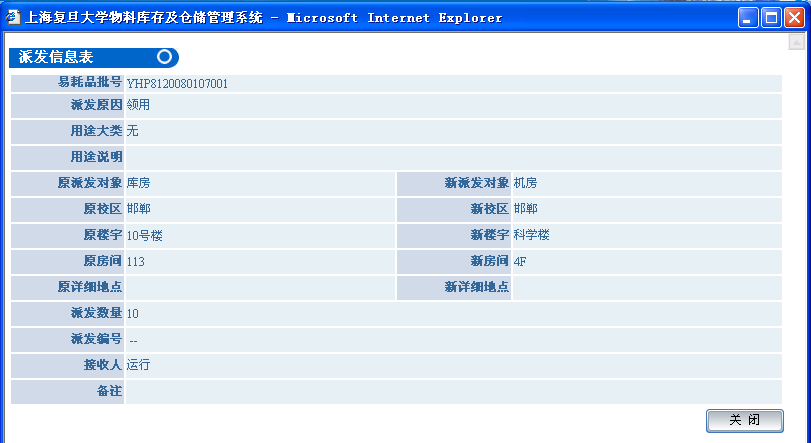 上海复旦大学物料库存及仓储管理系统 - Microsoft Internet Explorer
派发信息表
易耗品批号 YHP8120080107001
派发原因 领用
用途大类 无
用途说明
原派发对象 库房 新派发对象 机房
原校区 邯郸 新校区 邯郸
原楼宇 10号楼 新楼宇 科学楼
原房间 113 新房间 4F
原详细地点 新详细地点
派发数量 10
派发编号 --
接收人 运行
备注
关 闭